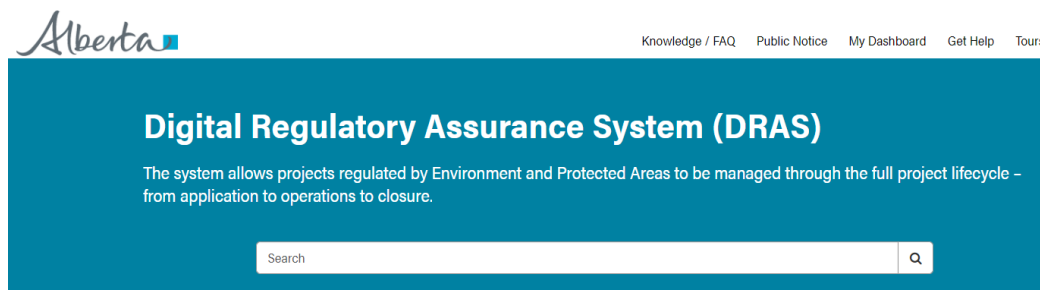 Alberta
Knowledge / FAQ Public Notice My Dashboard Get Help Tours
Digital Regulatory Assurance System (DRAS)
The system allows projects regulated by Environment and Protected Areas to be managed through the full project lifecycle –
from application to operations to closure.
Search